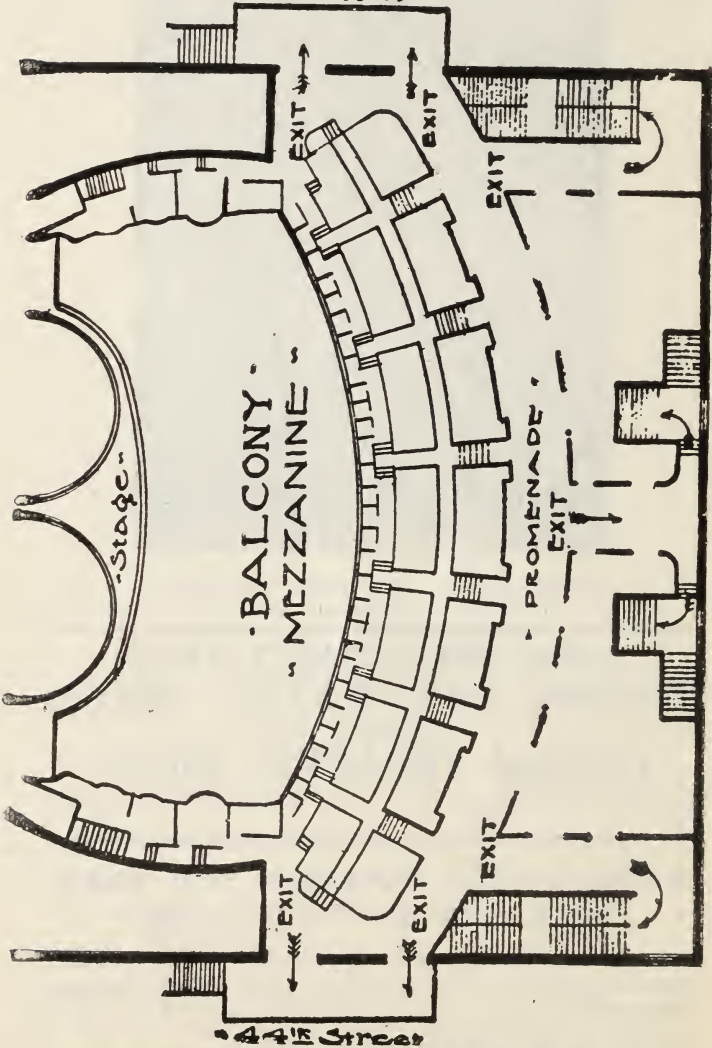 EXIT
EXIT
EXIT
-Stage-
-BALCONY-
"MEZZANINE"
"PROMENADE"
EXIT
EXIT
EXIT
EXIT
"44TH Street"